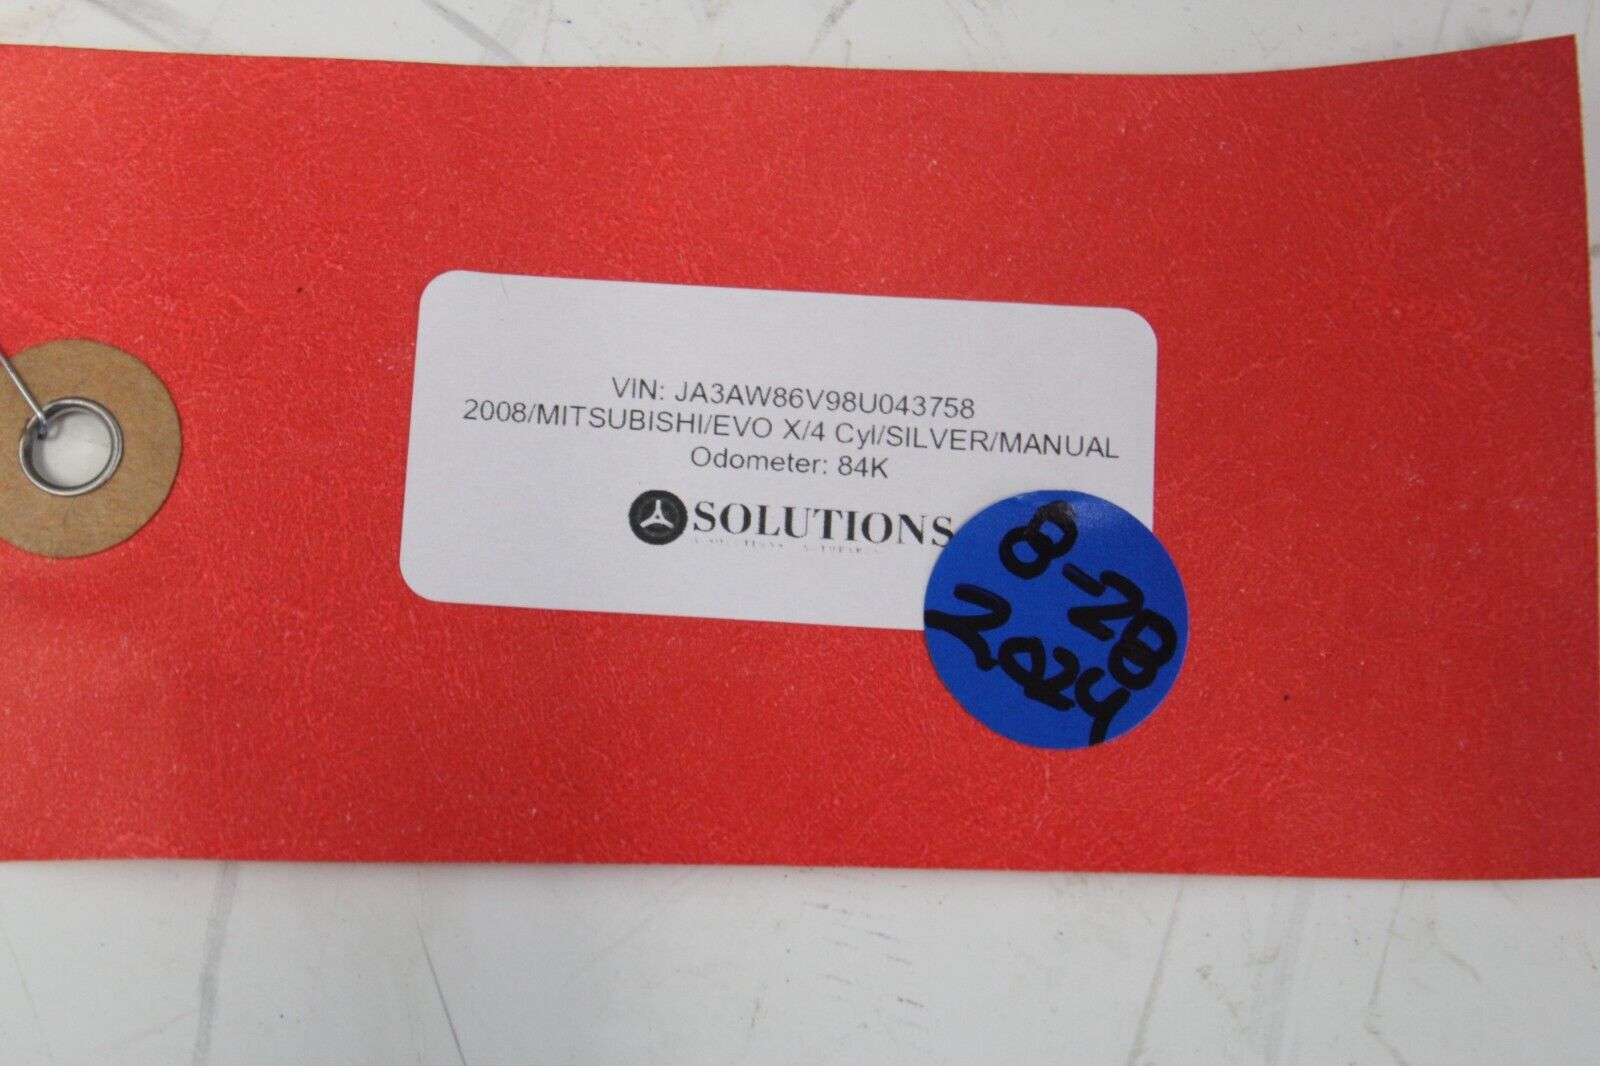 VIN: JA3AW86V98U043758
2008/MITSUBISHI/EVO X/4 Cyl/SILVER/MANUAL
Odometer: 84K
SOLUTIONS
8-28
2024